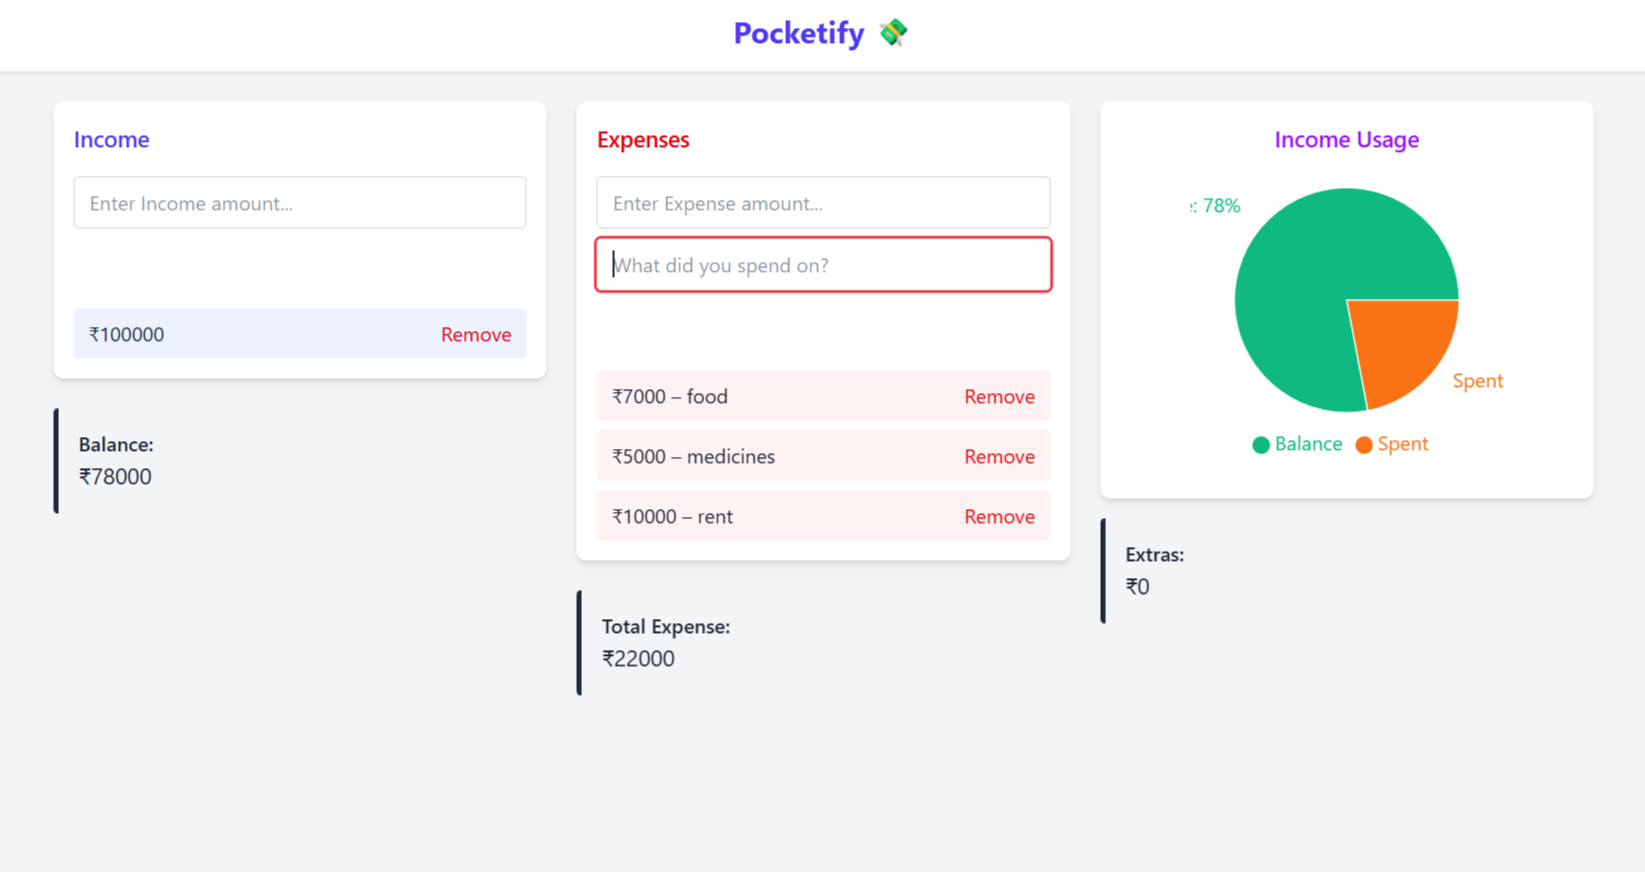 Pocketify 💸
Income
Enter Income amount...
₹100000 Remove
Balance:
₹78000
Expenses
Enter Expense amount...
What did you spend on?
₹7000 – food Remove
₹5000 – medicines Remove
₹10000 – rent Remove
Total Expense:
₹22000
Income Usage
: 78%
Spent
Balance Spent
Extras:
₹0